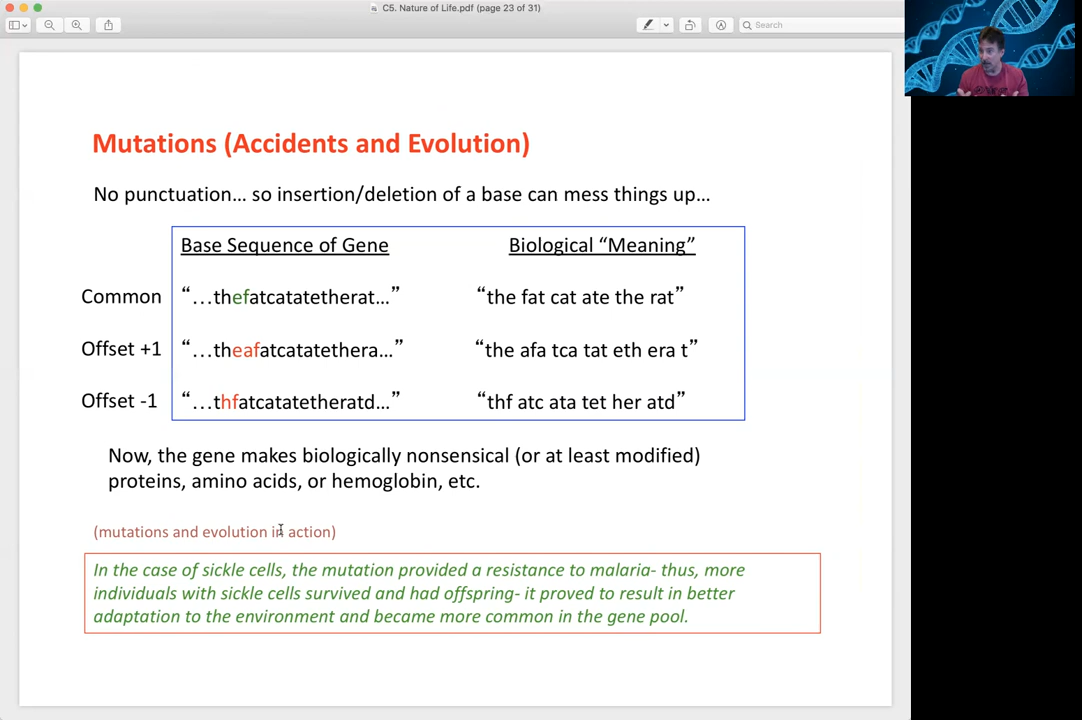 C5. Nature of Life.pdf (page 23 of 31)
Search
Mutations (Accidents and Evolution)
No punctuation… so insertion/deletion of a base can mess things up…
Base Sequence of Gene Biological “Meaning”
Common “…thefatcatatetherat…” “the fat cat ate the rat”
Offset +1 “…theafatcatatethera…” “the afa tca tat eth era t”
Offset -1 “…thfatcatatetheratd…” “thf atc ata tet her atd”
Now, the gene makes biologically nonsensical (or at least modified)
proteins, amino acids, or hemoglobin, etc.
(mutations and evolution in action)
In the case of sickle cells, the mutation provided a resistance to malaria- thus, more
individuals with sickle cells survived and had offspring- it proved to result in better
adaptation to the environment and became more common in the gene pool.